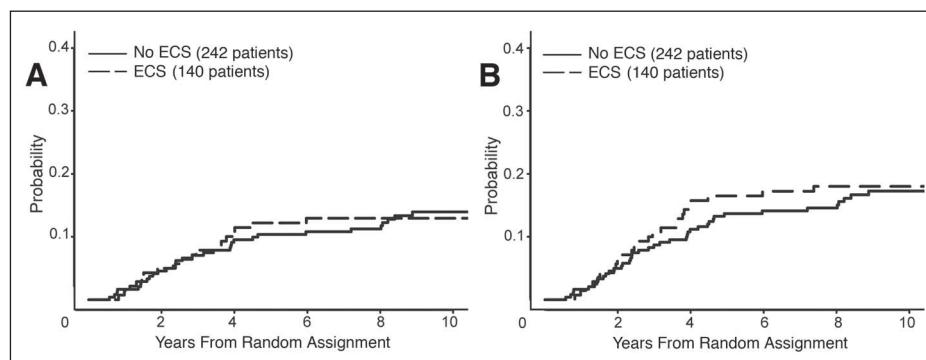 A
No ECS (242 patients)
ECS (140 patients)
0.4
0.3
0.2
0.1
Probability
0 2 4 6 8 10
Years From Random Assignment
B
No ECS (242 patients)
ECS (140 patients)
0.4
0.3
0.2
0.1
Probability
0 2 4 6 8 10
Years From Random Assignment